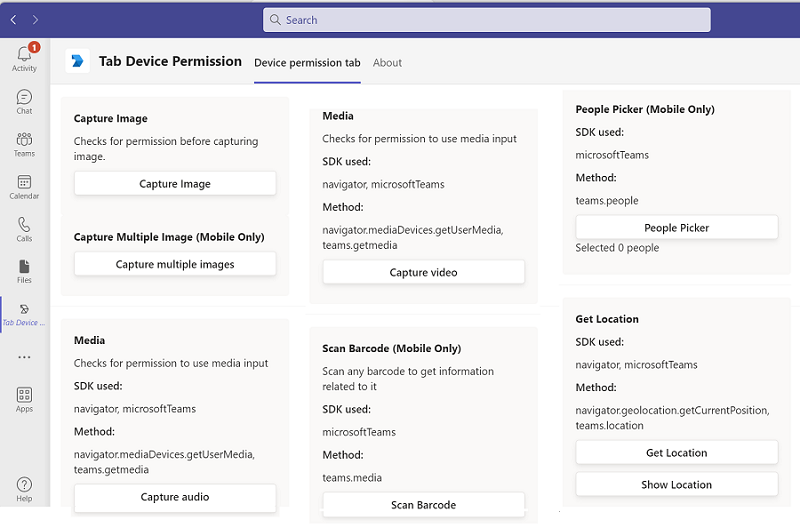 Search
1
Activity
Chat
Teams
Calendar
Calls
Files
Tab Device ...
Apps
Help
Tab Device Permission
Device permission tab
About
Capture Image
Checks for permission before capturing
image.
Capture Image
Capture Multiple Image (Mobile Only)
Capture multiple images
Media
Checks for permission to use media input
SDK used:
navigator, microsoftTeams
Method:
navigator.mediaDevices.getUserMedia,
teams.getmedia
Capture audio
Media
Checks for permission to use media input
SDK used:
navigator, microsoftTeams
Method:
navigator.mediaDevices.getUserMedia,
teams.getmedia
Capture video
Scan Barcode (Mobile Only)
Scan any barcode to get information
related to it
SDK used:
microsoftTeams
Method:
teams.media
Scan Barcode
People Picker (Mobile Only)
SDK used:
microsoftTeams
Method:
teams.people
People Picker
Selected 0 people
Get Location
SDK used:
navigator, microsoftTeams
Method:
navigator.geolocation.getCurrentPosition,
teams.location
Get Location
Show Location